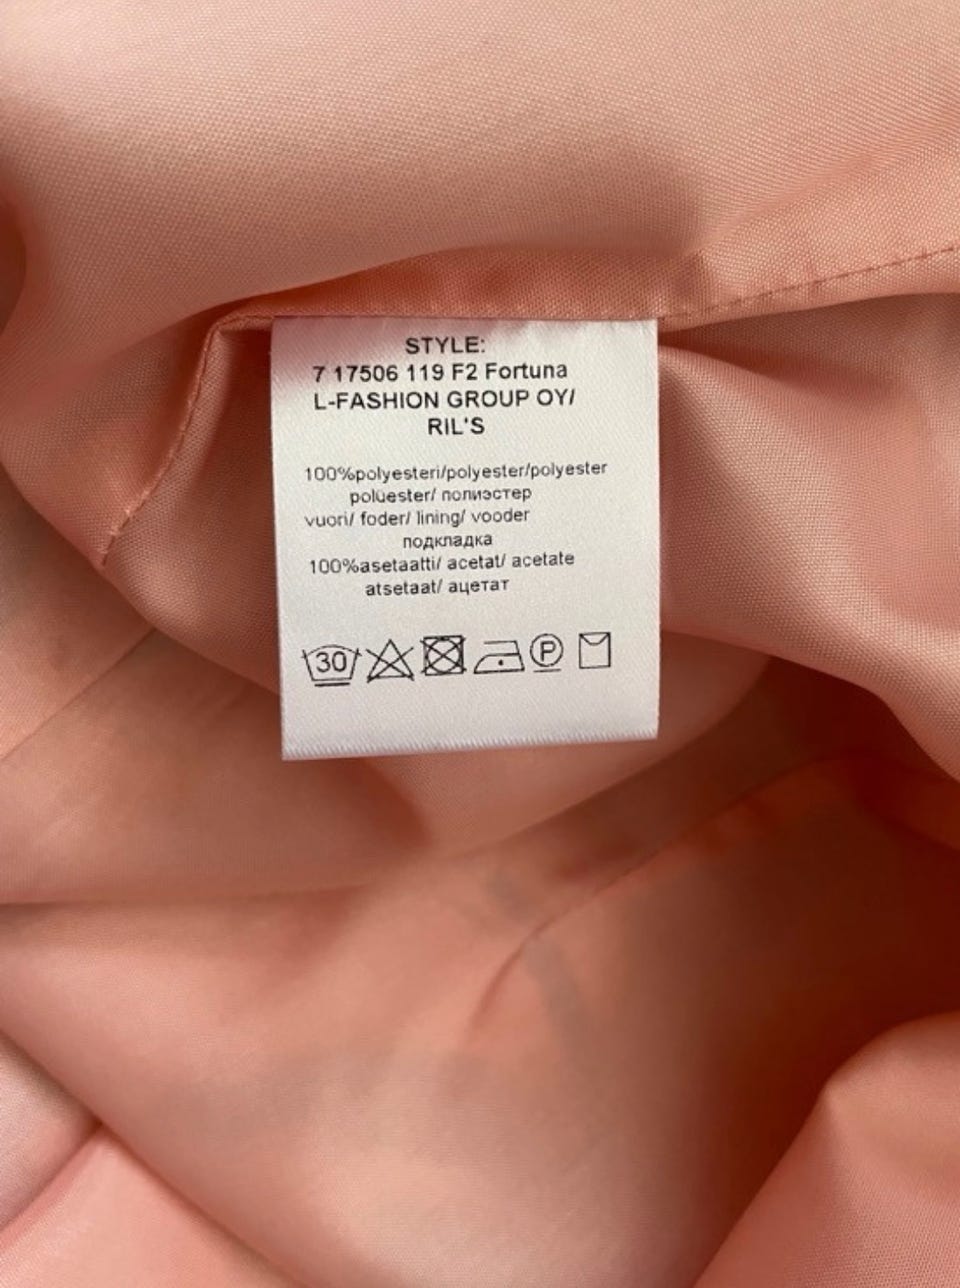 STYLE:
7 17506 119 F2 Fortuna
L-FASHION GROUP OY/
RIL'S
100%polyesteri/polyester/polyester
polüester/ полиэстер
vuori/ foder/ lining/ vooder
подкладка
100%asetaatti/ acetat/ acetate
atsetaat/ ацетат
30 P